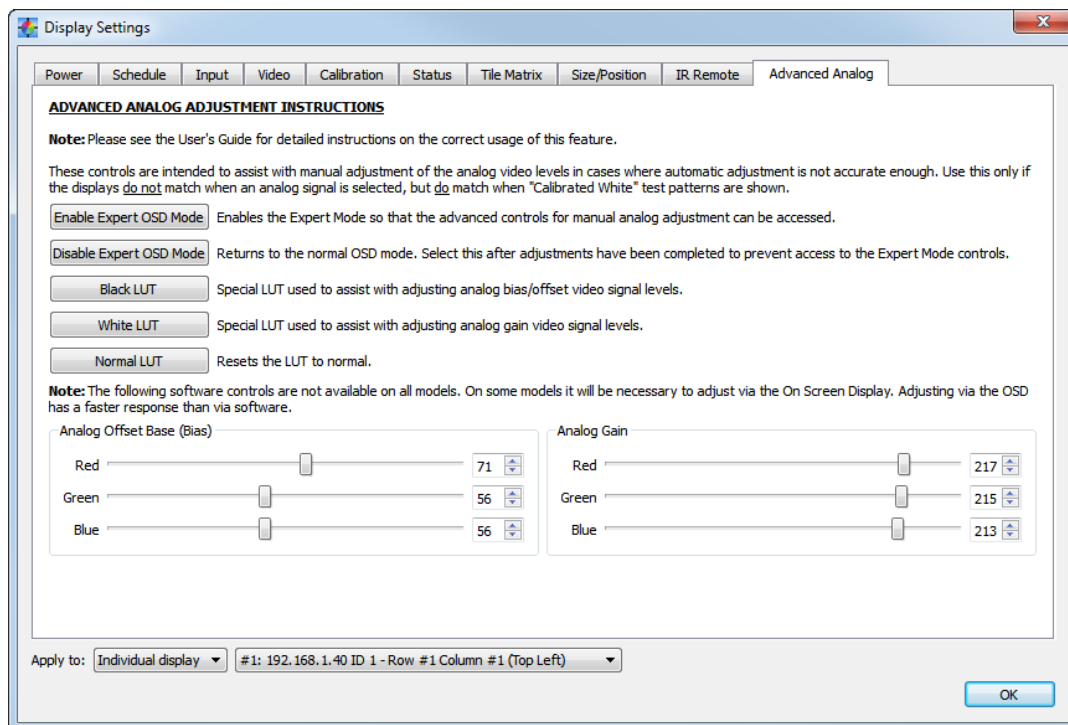 Display Settings
Power Schedule Input Video Calibration Status Tile Matrix Size/Position IR Remote Advanced Analog
ADVANCED ANALOG ADJUSTMENT INSTRUCTIONS
Note: Please see the User's Guide for detailed instructions on the correct usage of this feature.
These controls are intended to assist with manual adjustment of the analog video levels in cases where automatic adjustment is not accurate enough. Use this only if
the displays do not match when an analog signal is selected, but do match when "Calibrated White" test patterns are shown.
Enable Expert OSD Mode Enables the Expert Mode so that the advanced controls for manual analog adjustment can be accessed.
Disable Expert OSD Mode Returns to the normal OSD mode. Select this after adjustments have been completed to prevent access to the Expert Mode controls.
Black LUT Special LUT used to assist with adjusting analog bias/offset video signal levels.
White LUT Special LUT used to assist with adjusting analog gain video signal levels.
Normal LUT Resets the LUT to normal.
Note: The following software controls are not available on all models. On some models it will be necessary to adjust via the On Screen Display. Adjusting via the OSD
has a faster response than via software.
Analog Offset Base (Bias)
Red 71
Green 56
Blue 56
Analog Gain
Red 217
Green 215
Blue 213
Apply to: Individual display #1: 192.168.1.40 ID 1 - Row #1 Column #1 (Top Left)
OK